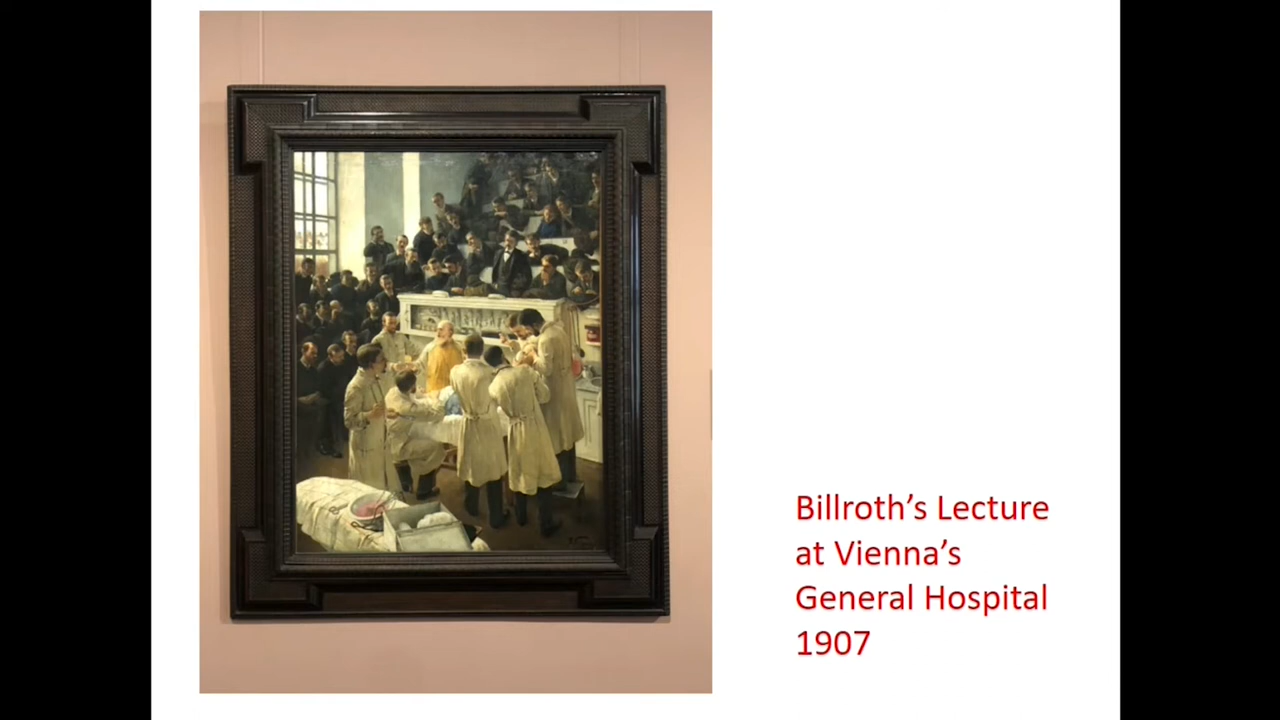 Billroth’s Lecture
at Vienna’s
General Hospital
1907